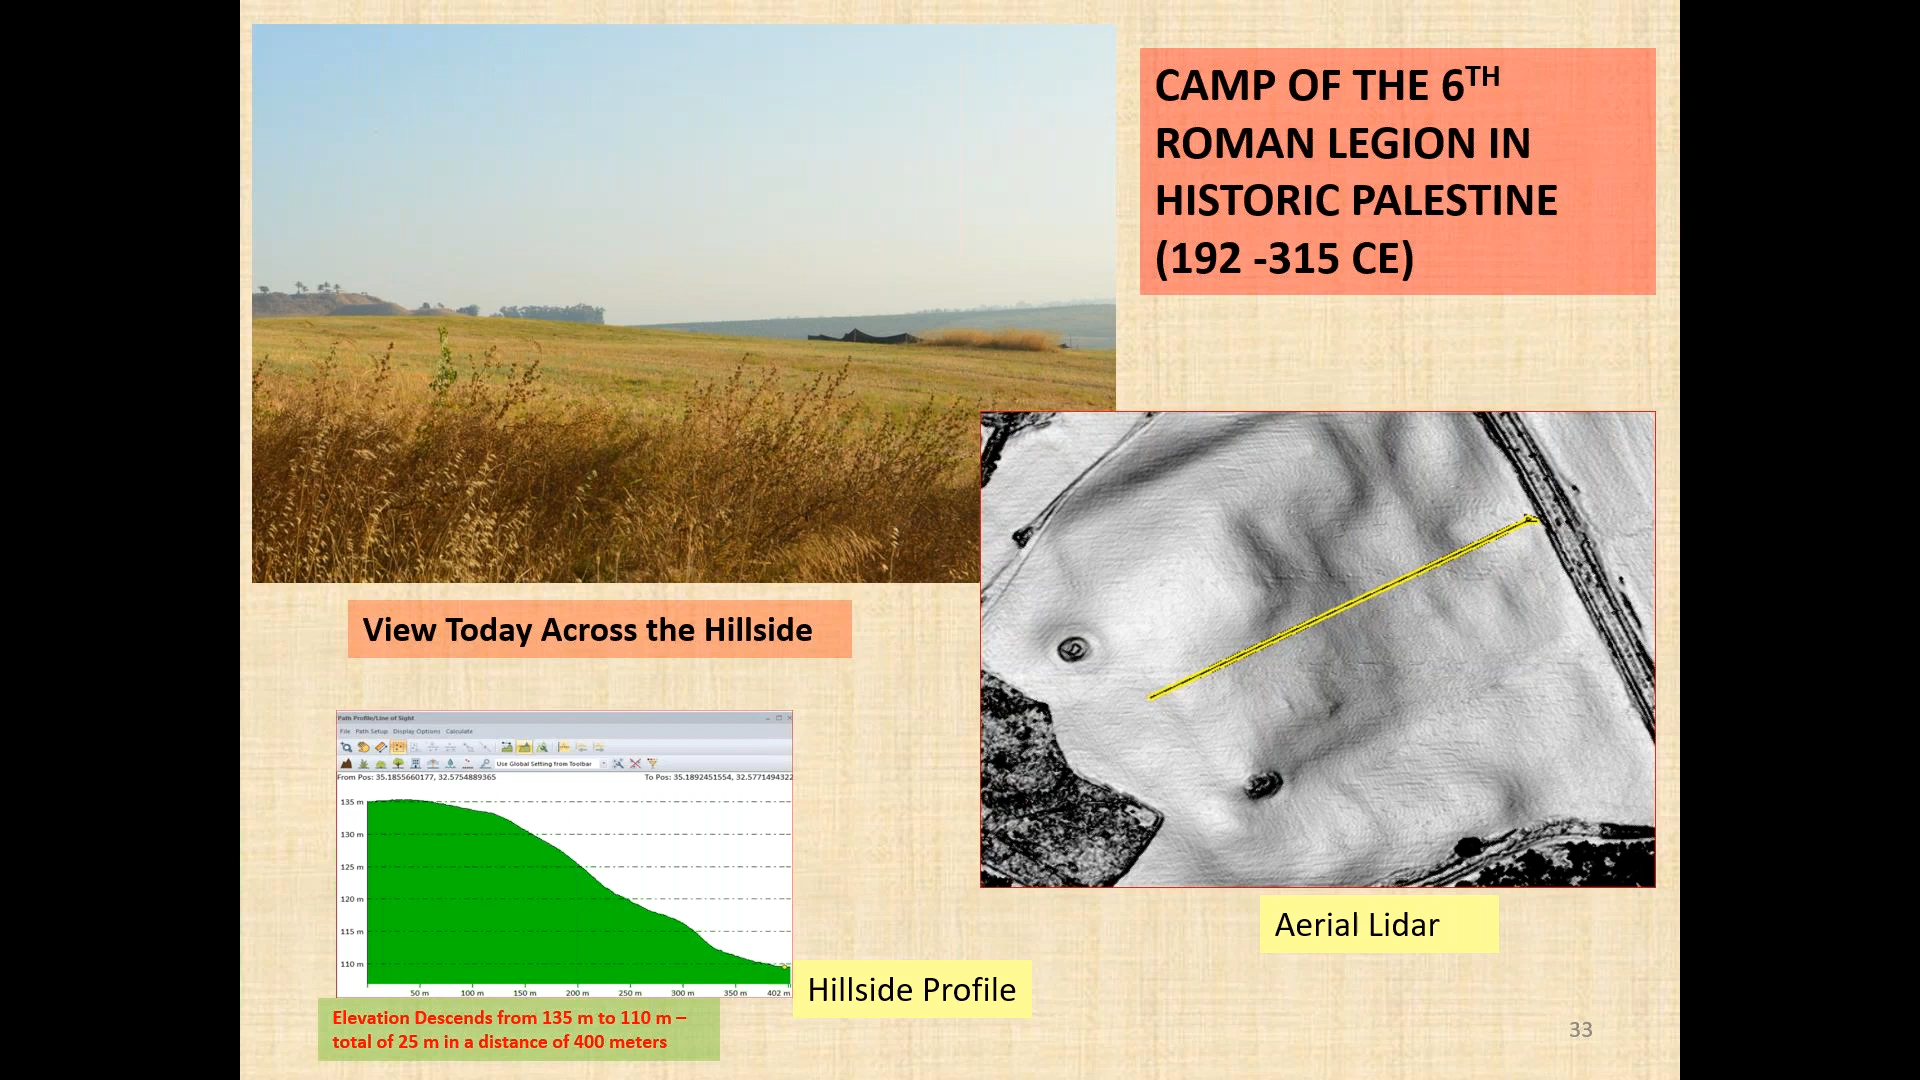 CAMP OF THE 6TH
ROMAN LEGION IN
HISTORIC PALESTINE
(192 -315 CE)
View Today Across the Hillside
Path Profile/Line of Sight
File Path Setup Display Options Calculate
Use Global Setting from Toolbar
From Pos: 35.1855660177, 32.5754889365 To Pos: 35.1892451554, 32.5771494322
135 m
130 m
125 m
120 m
115 m
110 m
50 m 100 m 150 m 200 m 250 m 300 m 350 m 402 m
Aerial Lidar
Hillside Profile
Elevation Descends from 135 m to 110 m –
total of 25 m in a distance of 400 meters
33